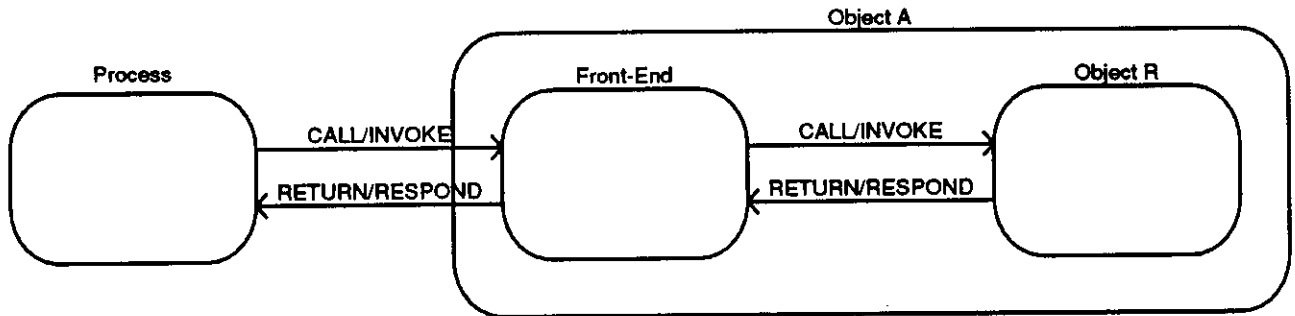 Object A
Process
Front-End
Object R
CALL/INVOKE
CALL/INVOKE
RETURN/RESPOND
RETURN/RESPOND